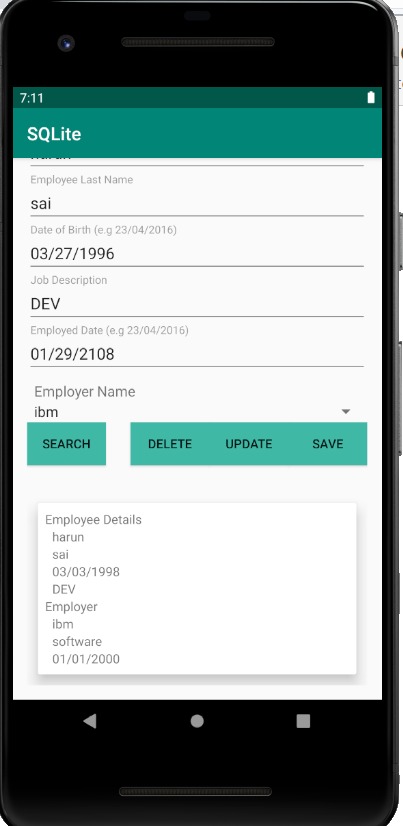 7:11
SQLite
Employee Last Name
sai
Date of Birth (e.g 23/04/2016)
03/27/1996
Job Description
DEV
Employed Date (e.g 23/04/2016)
01/29/2108
Employer Name
ibm
SEARCH DELETE UPDATE SAVE
Employee Details
harun
sai
03/03/1998
DEV
Employer
ibm
software
01/01/2000